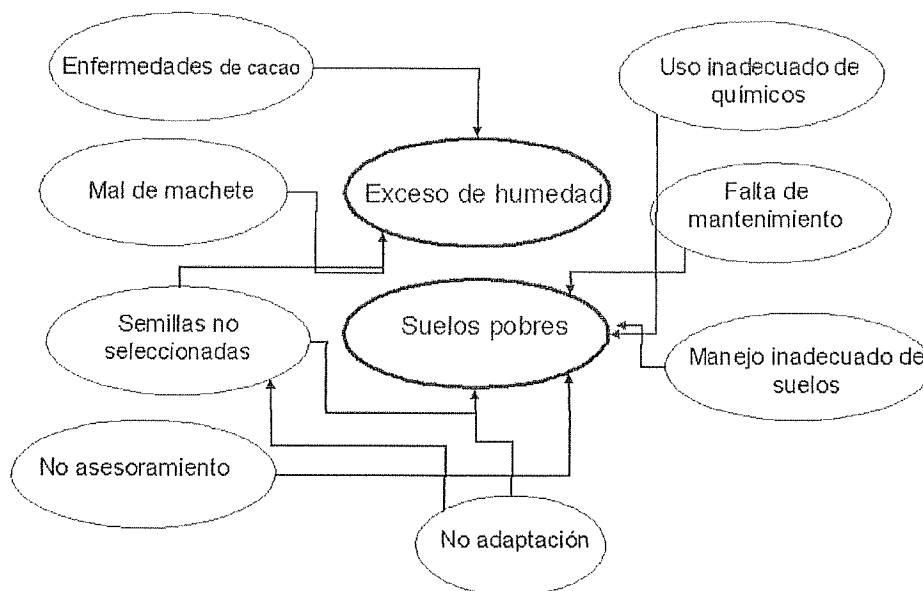 Enfermedades de cacao
Uso inadecuado de
químicos
Mal de machete
Exceso de humedad
Falta de
mantenimiento
Semillas no
seleccionadas
Suelos pobres
Manejo inadecuado de
suelos
No asesoramiento
No adaptación